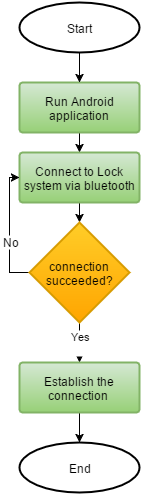 Start
Run Android
application
Connect to Lock
system via bluetooth
connection
succeeded?
No
Yes
Establish the
connection
End